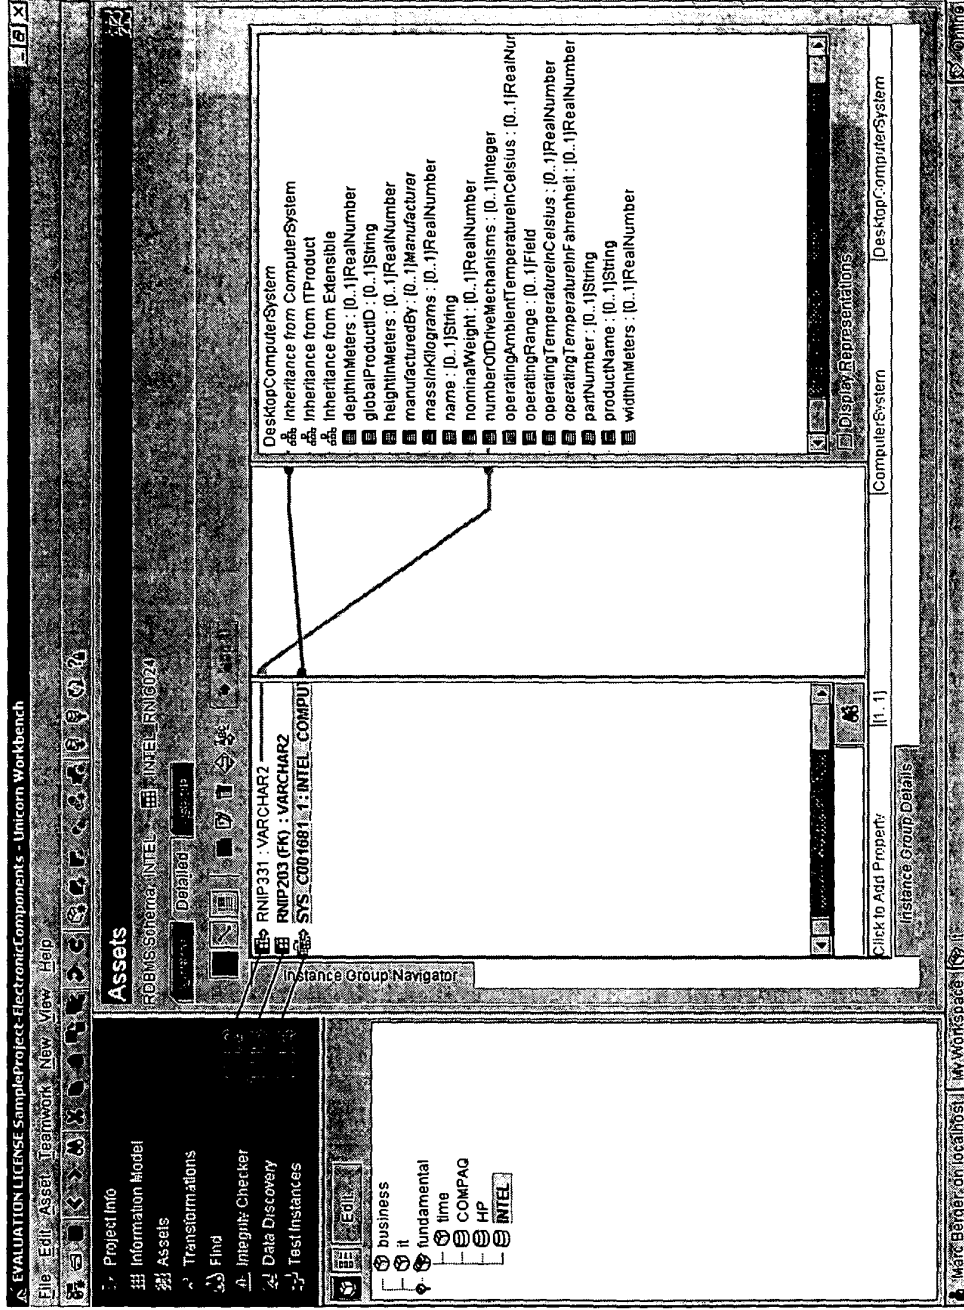 EVALUATION LICENSE SampleProject-ElectronicComponents - Unicorn Workbench
File Edit Asset Teamwork New View Help
Project Info
Information Model
Assets
Transformations
Find
Integrity Checker
Data Discovery
Test Instances
Edit
business
it
fundamental
time
COMPAQ
HP
INTEL
Assets
RDBMS Schema: INTEL INTEL_RNIG024
Detailed
Instance Group Navigator
RNIP331 : VARCHAR2
RNIP203 (FK) : VARCHAR2
SYS_C001681_1 : INTEL_COMPUT
DesktopComputerSystem
Inheritance from ComputerSystem
Inheritance from ITProduct
Inheritance from Extensible
depthInMeters : [0..1]RealNumber
globalProductID : [0..1]String
heightInMeters : [0..1]RealNumber
manufacturedBy : [0..1]Manufacturer
massInKilograms : [0..1]RealNumber
name : [0..1]String
nominalWeight : [0..1]RealNumber
numberOfDriveMechanisms : [0..1]Integer
operatingAmbientTemperatureInCelsius : [0..1]RealNur
operatingRange : [0..1]Field
operatingTemperatureInCelsius : [0..1]RealNumber
operatingTemperatureInFahrenheit : [0..1]RealNumber
partNumber : [0..1]String
productName : [0..1]String
widthInMeters : [0..1]RealNumber
Display Representations
Click to Add Property [1..1] ComputerSystem DesktopComputerSystem
Instance Group Details
Marc Berger on localhost My Workspace it Online